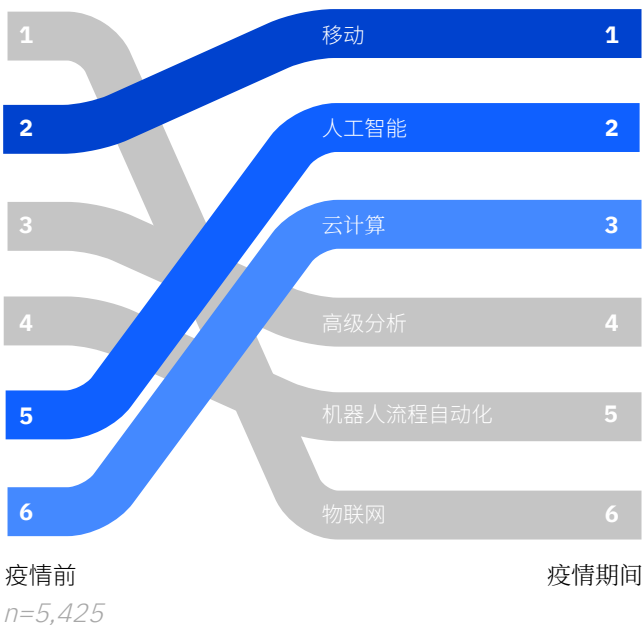 1 移动 1
2 人工智能 2
3 云计算 3
4 高级分析 4
5 机器人流程自动化 5
6 物联网 6
疫情前 疫情期间
n=5,425